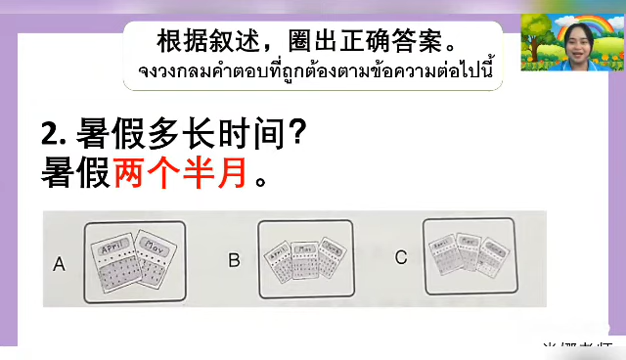 根据叙述，圈出正确答案。
จงวงกลมคำตอบที่ถูกต้องตามข้อความต่อไปนี้
2. 暑假多长时间？
暑假两个半月。
A
April
May
B
April
May
C